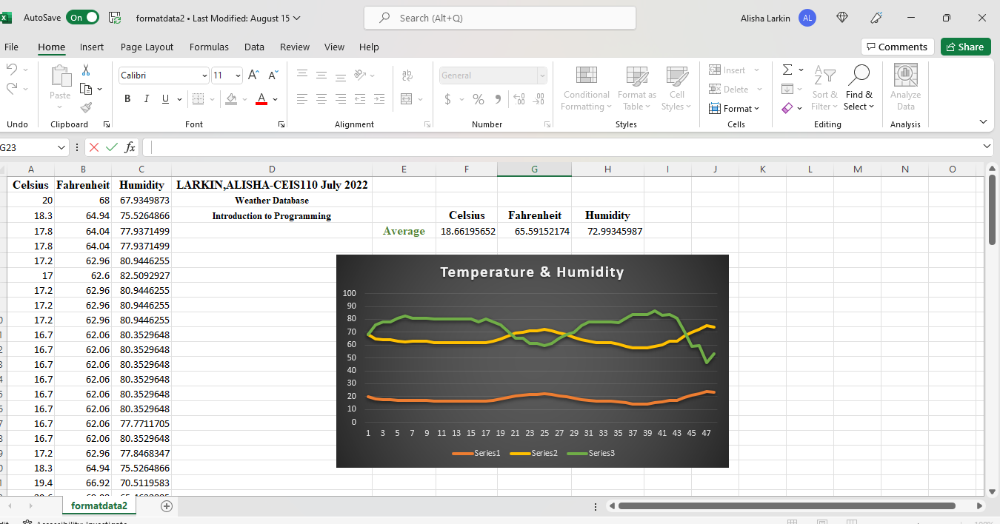 AutoSave On formatdata2 • Last Modified: August 15 Search (Alt+Q) Alisha Larkin AL
File Home Insert Page Layout Formulas Data Review View Help Comments Share
Calibri 11 General Insert
Paste Conditional Formatting Format as Table Cell Styles Delete Sort & Filter Find & Select Analyze Data
B I U A $ % Format
Undo Clipboard Font Alignment Number Styles Cells Editing Analysis
G23 fx
A B C D E F G H I J K L M N O
Celsius Fahrenheit Humidity LARKIN,ALISHA-CEIS110 July 2022
20 68 67.9349873 Weather Database
18.3 64.94 75.5264866 Introduction to Programming Celsius Fahrenheit Humidity
17.8 64.04 77.9371499 Average 18.66195652 65.59152174 72.99345987
17.8 64.04 77.9371499
17.2 62.96 80.9446255
17 62.6 82.5092927
17.2 62.96 80.9446255
17.2 62.96 80.9446255
17.2 62.96 80.9446255
16.7 62.06 80.3529648
16.7 62.06 80.3529648
16.7 62.06 80.3529648
16.7 62.06 80.3529648
16.7 62.06 80.3529648
16.7 62.06 80.3529648
16.7 62.06 77.7711705
16.7 62.06 80.3529648
17.2 62.96 77.8468347
18.3 64.94 75.5264866
19.4 66.92 70.5119583
Temperature & Humidity
100
90
80
70
60
50
40
30
20
10
0
1 3 5 7 9 11 13 15 17 19 21 23 25 27 29 31 33 35 37 39 41 43 45 47
Series1 Series2 Series3
formatdata2